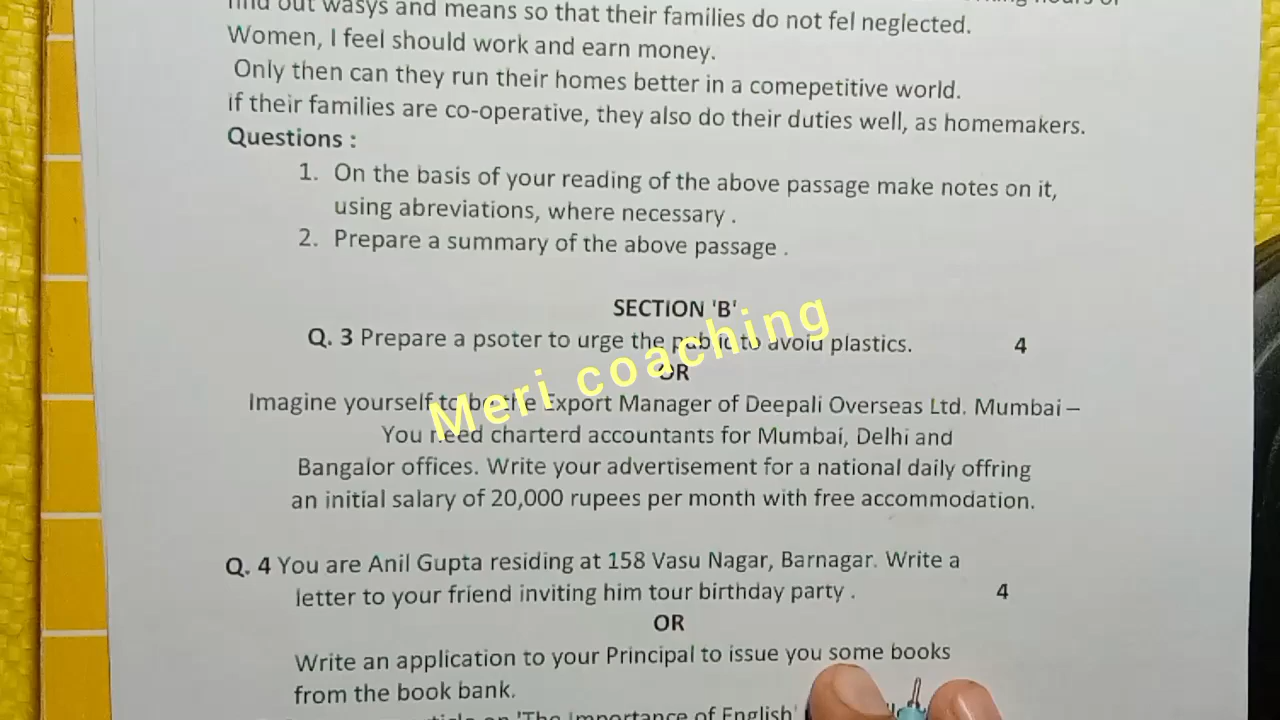 find out wasys and means so that their families do not fel neglected.
Women, I feel should work and earn money.
Only then can they run their homes better in a comepetitive world.
if their families are co-operative, they also do their duties well, as homemakers.
Questions :
1. On the basis of your reading of the above passage make notes on it,
using abreviations, where necessary .
2. Prepare a summary of the above passage .
SECTION 'B'
Q. 3 Prepare a psoter to urge the public to avoid plastics. 4
OR
Meri coaching
Imagine yourself to be the Export Manager of Deepali Overseas Ltd. Mumbai –
You need charterd accountants for Mumbai, Delhi and
Bangalor offices. Write your advertisement for a national daily offring
an initial salary of 20,000 rupees per month with free accommodation.
Q. 4 You are Anil Gupta residing at 158 Vasu Nagar, Barnagar. Write a
letter to your friend inviting him tour birthday party . 4
OR
Write an application to your Principal to issue you some books
from the book bank.
on 'The Importance of English'